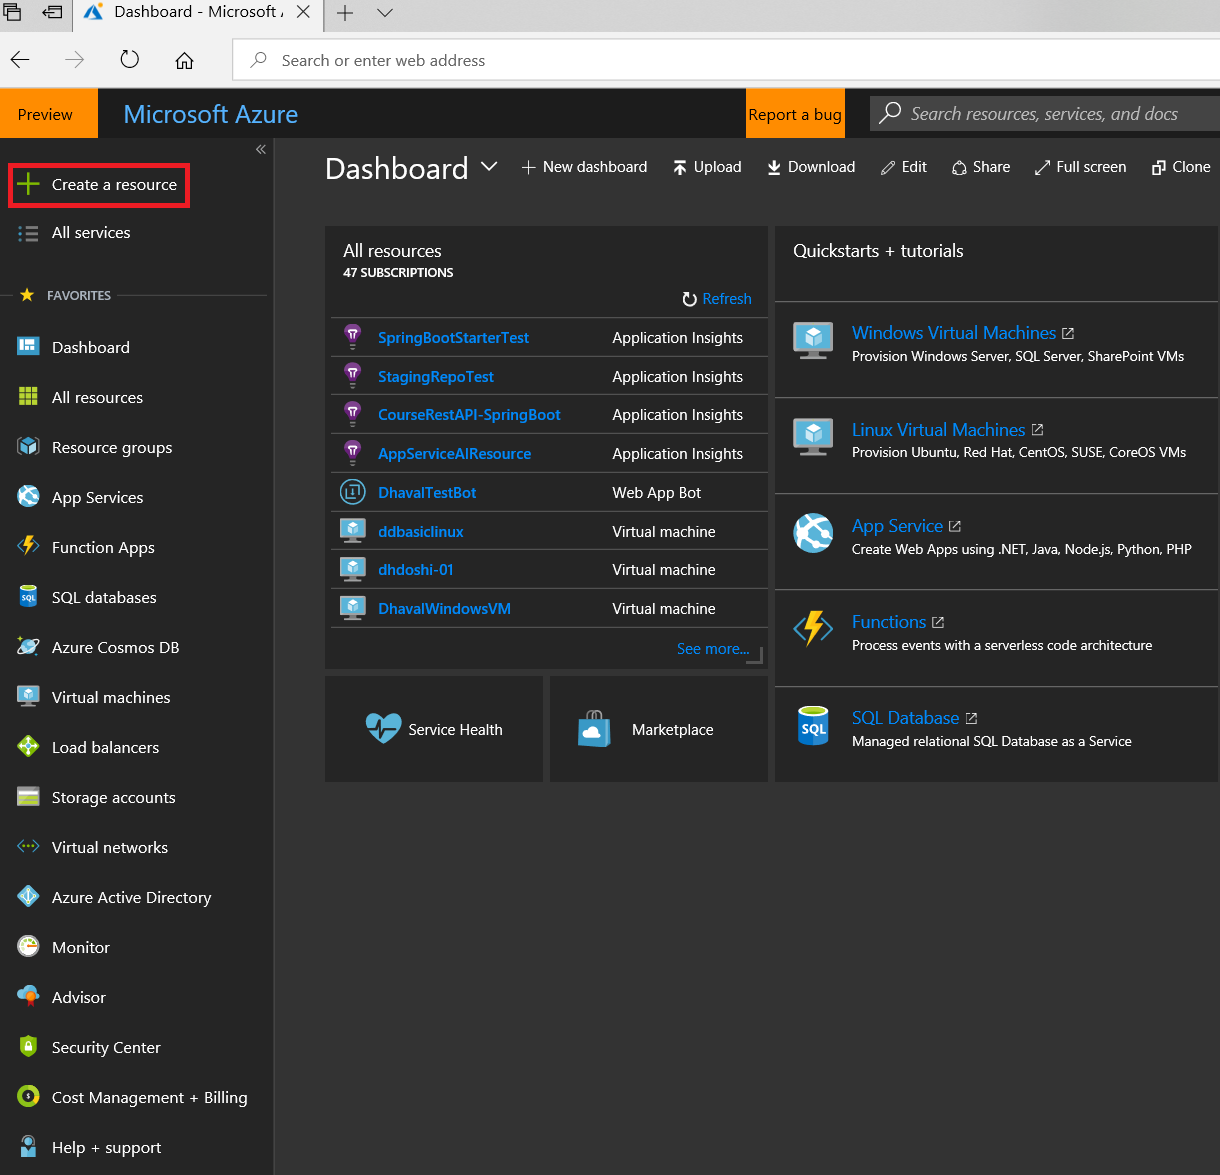 Dashboard - Microsoft
Search or enter web address
Preview
Microsoft Azure
Report a bug
Search resources, services, and docs
«
Create a resource
All services
FAVORITES
Dashboard
All resources
Resource groups
App Services
Function Apps
SQL databases
Azure Cosmos DB
Virtual machines
Load balancers
Storage accounts
Virtual networks
Azure Active Directory
Monitor
Advisor
Security Center
Cost Management + Billing
Help + support
Dashboard
New dashboard
Upload
Download
Edit
Share
Full screen
Clone
All resources
47 SUBSCRIPTIONS
Refresh
SpringBootStarterTest Application Insights
StagingRepoTest Application Insights
CourseRestAPI-SpringBoot Application Insights
AppServiceAIResource Application Insights
DhavalTestBot Web App Bot
ddbasiclinux Virtual machine
dhdoshi-01 Virtual machine
DhavalWindowsVM Virtual machine
See more...
Service Health
Marketplace
Quickstarts + tutorials
Windows Virtual Machines
Provision Windows Server, SQL Server, SharePoint VMs
Linux Virtual Machines
Provision Ubuntu, Red Hat, CentOS, SUSE, CoreOS VMs
App Service
Create Web Apps using .NET, Java, Node.js, Python, PHP
Functions
Process events with a serverless code architecture
SQL
SQL Database
Managed relational SQL Database as a Service